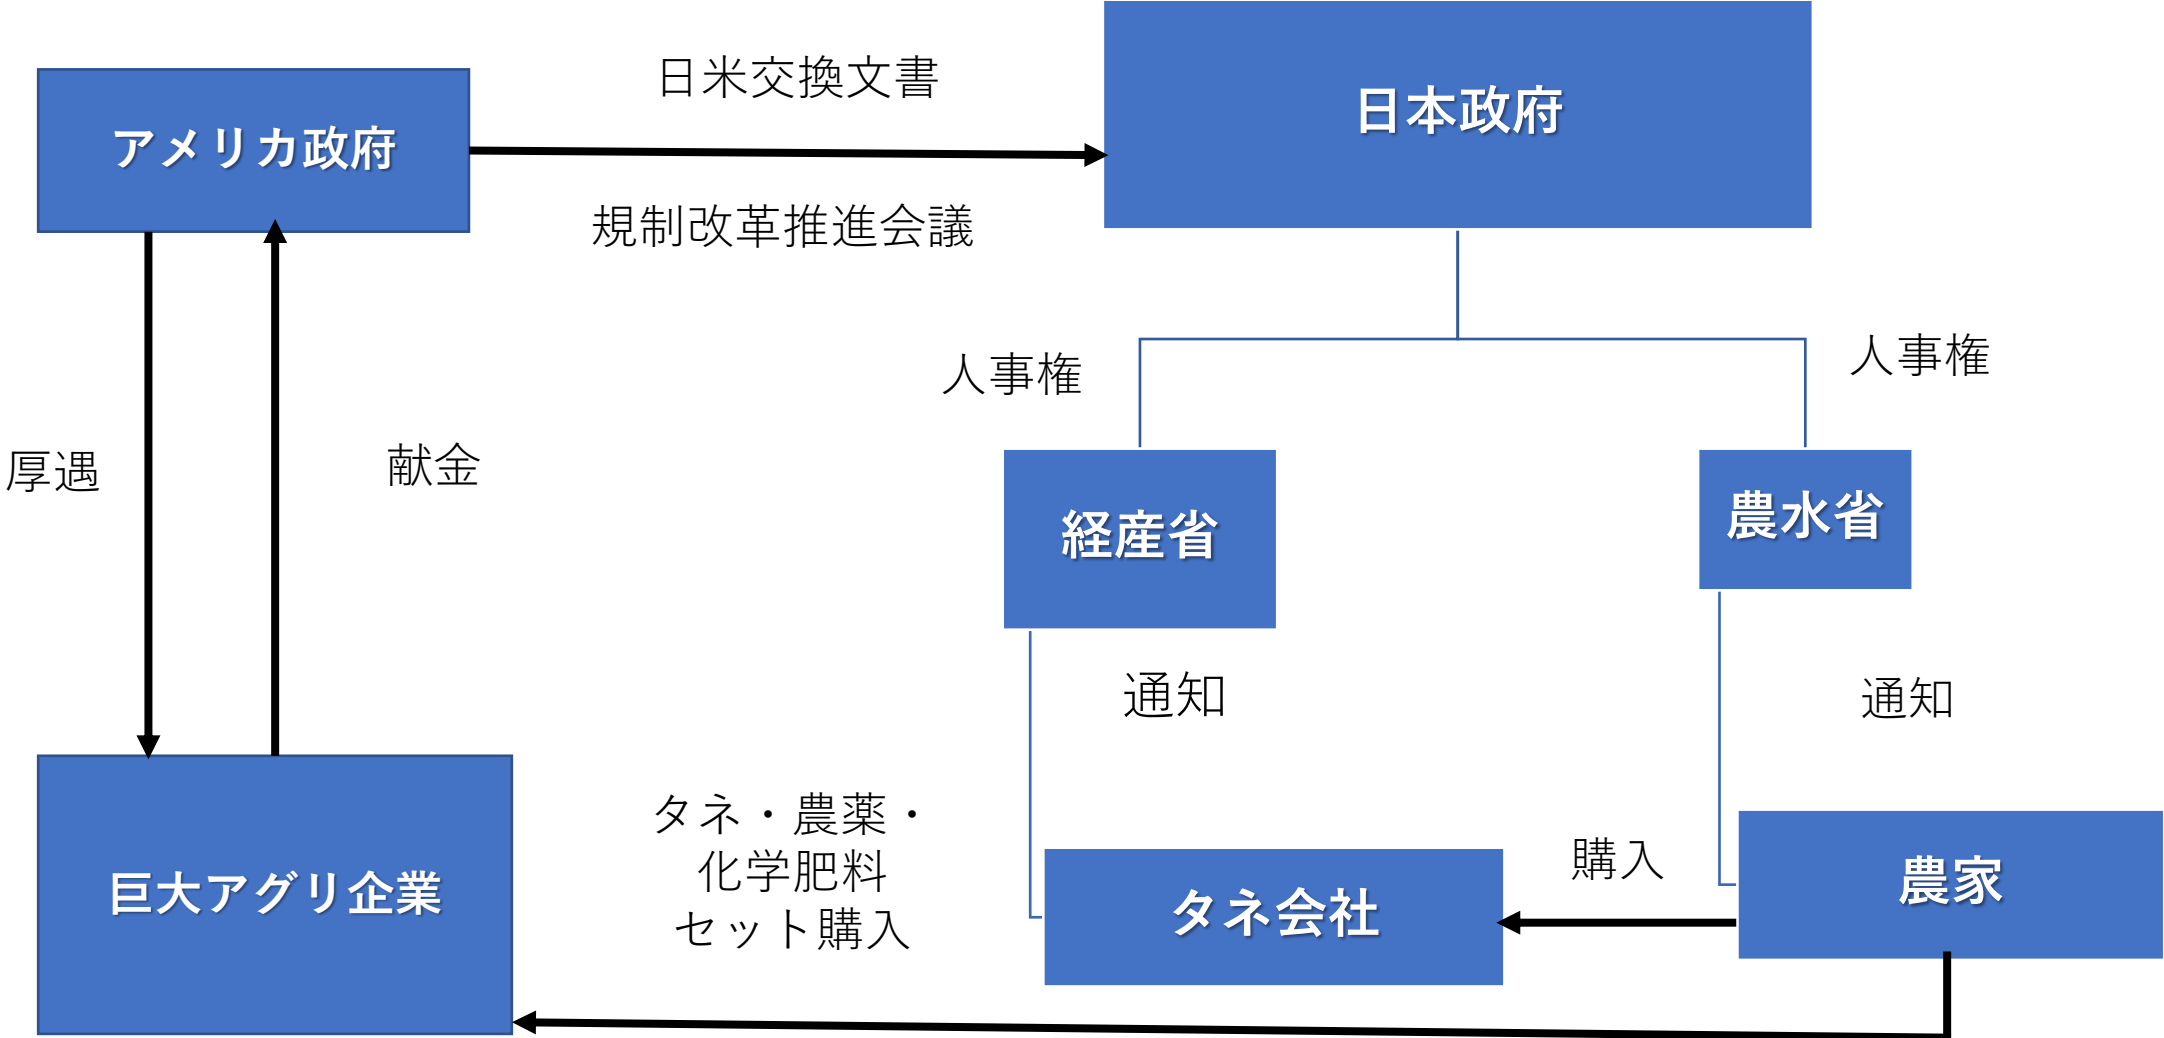 日米交換文書
日本政府
アメリカ政府
規制改革推進会議
人事権
人事権
厚遇
献金
経産省
農水省
通知
通知
タネ・農薬・
化学肥料
セット購入
巨大アグリ企業
購入
タネ会社
農家